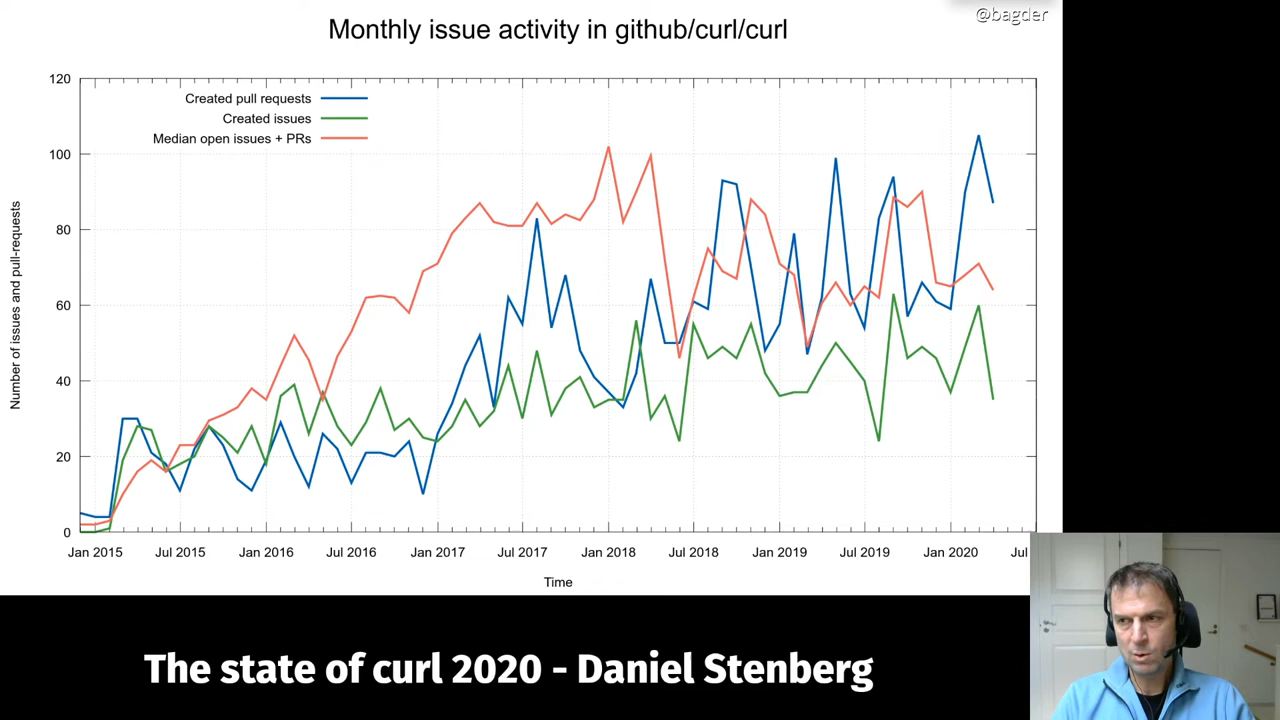 @bagder
Monthly issue activity in github/curl/curl
Number of issues and pull-requests
120
100
80
60
40
20
0
Created pull requests
Created issues
Median open issues + PRs
Jan 2015 Jul 2015 Jan 2016 Jul 2016 Jan 2017 Jul 2017 Jan 2018 Jul 2018 Jan 2019 Jul 2019 Jan 2020 Jul
Time
The state of curl 2020 - Daniel Stenberg